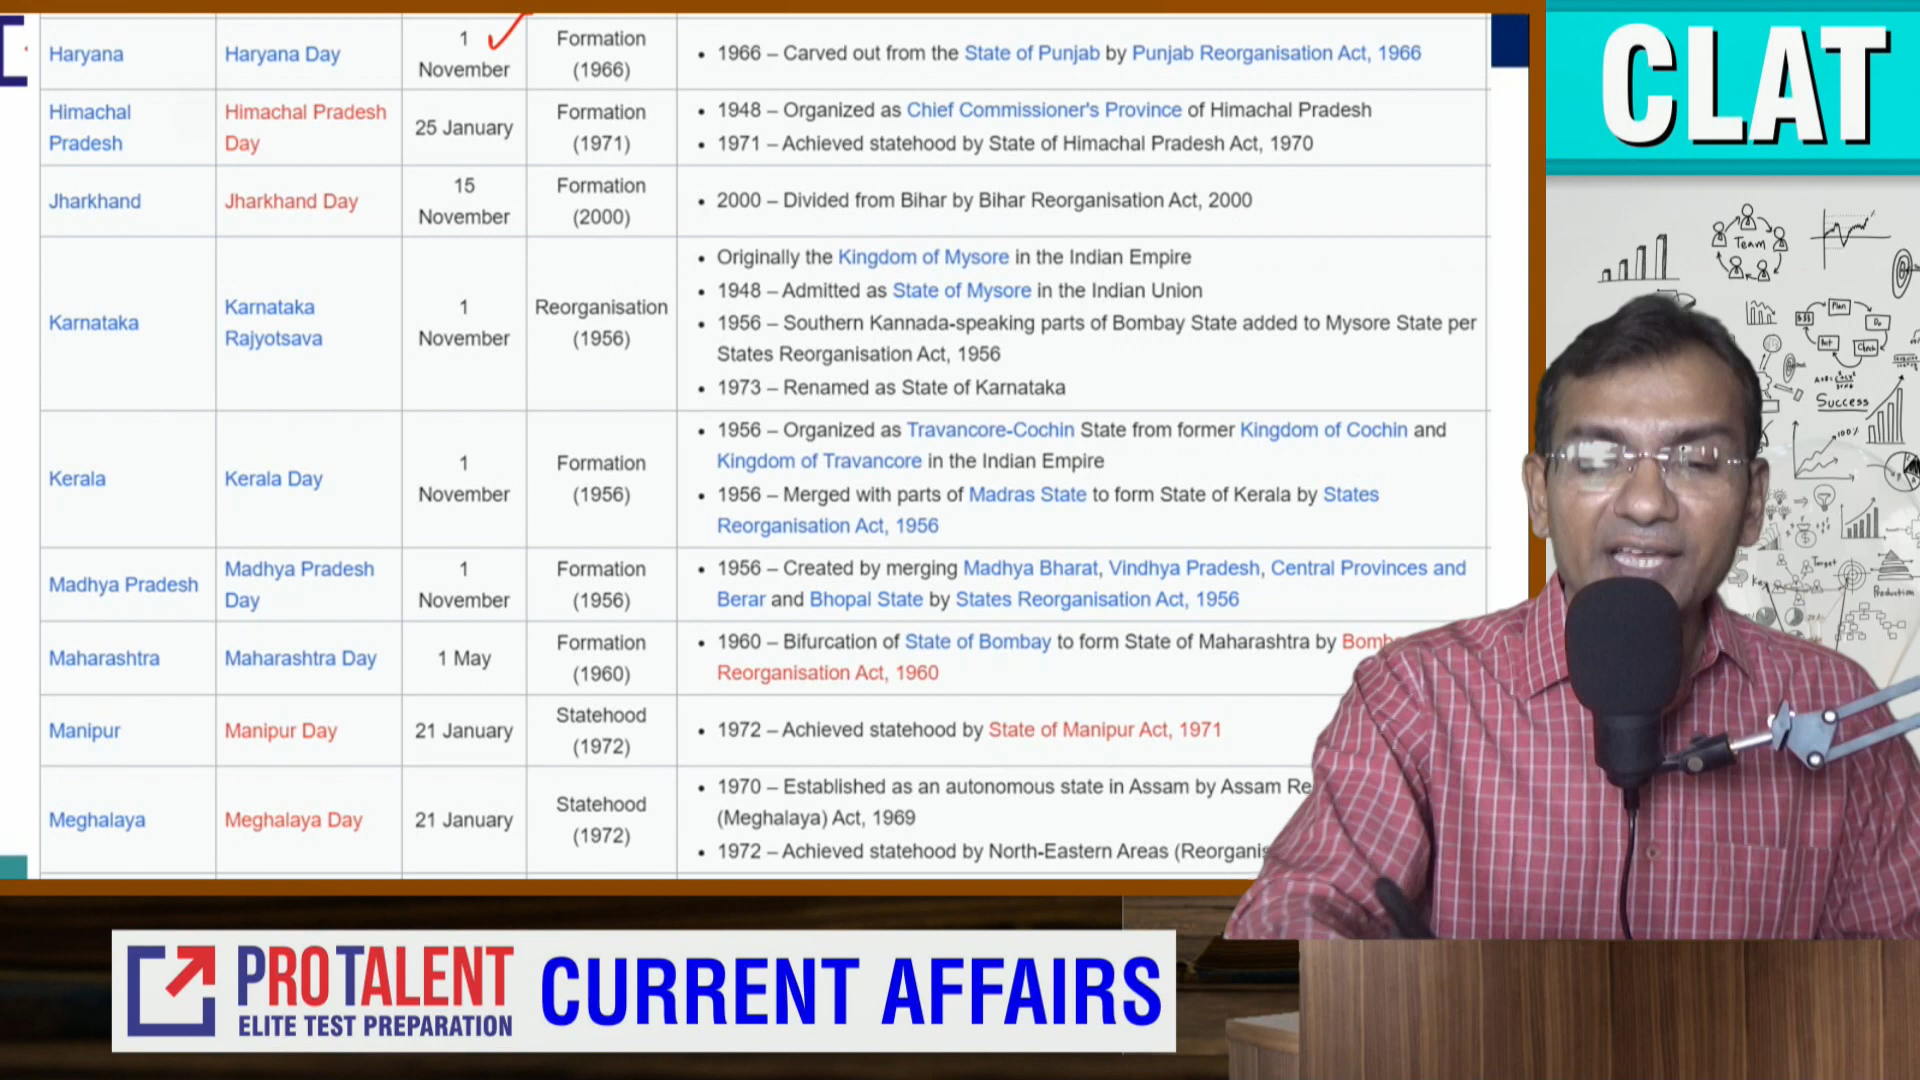 Haryana
Haryana Day
1
November
Formation
(1966)
• 1966 – Carved out from the State of Punjab by Punjab Reorganisation Act, 1966
Himachal
Pradesh
Himachal Pradesh
Day
25 January
Formation
(1971)
• 1948 – Organized as Chief Commissioner's Province of Himachal Pradesh
• 1971 – Achieved statehood by State of Himachal Pradesh Act, 1970
Jharkhand
Jharkhand Day
15
November
Formation
(2000)
• 2000 – Divided from Bihar by Bihar Reorganisation Act, 2000
Karnataka
Karnataka
Rajyotsava
1
November
Reorganisation
(1956)
• Originally the Kingdom of Mysore in the Indian Empire
• 1948 – Admitted as State of Mysore in the Indian Union
• 1956 – Southern Kannada-speaking parts of Bombay State added to Mysore State per
States Reorganisation Act, 1956
• 1973 – Renamed as State of Karnataka
Kerala
Kerala Day
1
November
Formation
(1956)
• 1956 – Organized as Travancore-Cochin State from former Kingdom of Cochin and
Kingdom of Travancore in the Indian Empire
• 1956 – Merged with parts of Madras State to form State of Kerala by States
Reorganisation Act, 1956
Madhya Pradesh
Madhya Pradesh
Day
1
November
Formation
(1956)
• 1956 – Created by merging Madhya Bharat, Vindhya Pradesh, Central Provinces and
Berar and Bhopal State by States Reorganisation Act, 1956
Maharashtra
Maharashtra Day
1 May
Formation
(1960)
• 1960 – Bifurcation of State of Bombay to form State of Maharashtra by
Reorganisation Act, 1960
Manipur
Manipur Day
21 January
Statehood
(1972)
• 1972 – Achieved statehood by State of Manipur Act, 1971
Meghalaya
Meghalaya Day
21 January
Statehood
(1972)
• 1970 – Established as an autonomous state in Assam by Assam
(Meghalaya) Act, 1969
• 1972 – Achieved statehood by North-Eastern Areas
CLAT
Team
Plan
Do
Check
Success
100%
Target
Key
Production
PROTALENT
ELITE TEST PREPARATION
CURRENT AFFAIRS